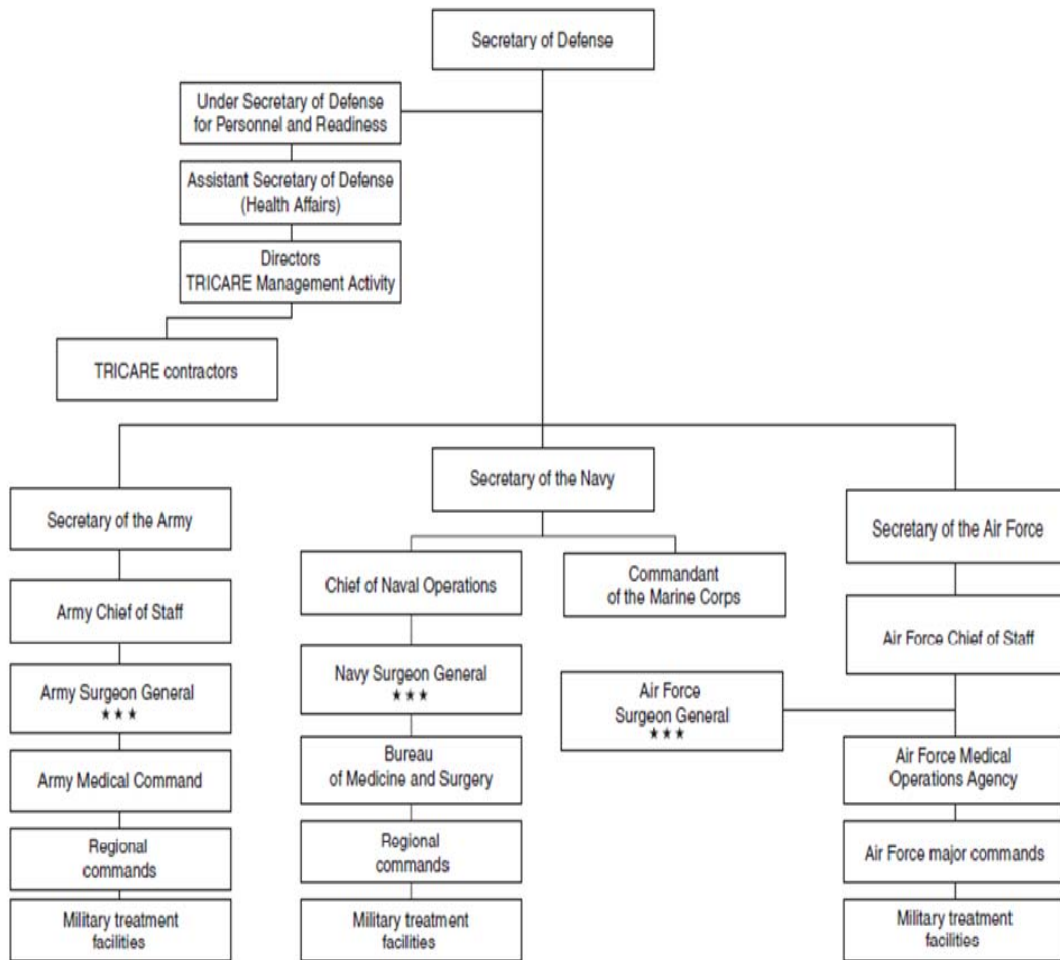 Secretary of Defense
Under Secretary of Defense
for Personnel and Readiness
Assistant Secretary of Defense
(Health Affairs)
Directors
TRICARE Management Activity
TRICARE contractors
Secretary of the Army
Army Chief of Staff
Army Surgeon General
★★★
Army Medical Command
Regional
commands
Military treatment
facilities
Secretary of the Navy
Chief of Naval Operations
Navy Surgeon General
★★★
Bureau
of Medicine and Surgery
Regional
commands
Military treatment
facilities
Commandant
of the Marine Corps
Secretary of the Air Force
Air Force Chief of Staff
Air Force
Surgeon General
★★★
Air Force Medical
Operations Agency
Air Force major commands
Military treatment
facilities